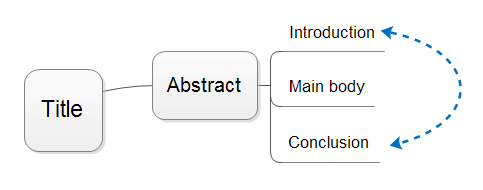 Title
Abstract
Introduction
Main body
Conclusion